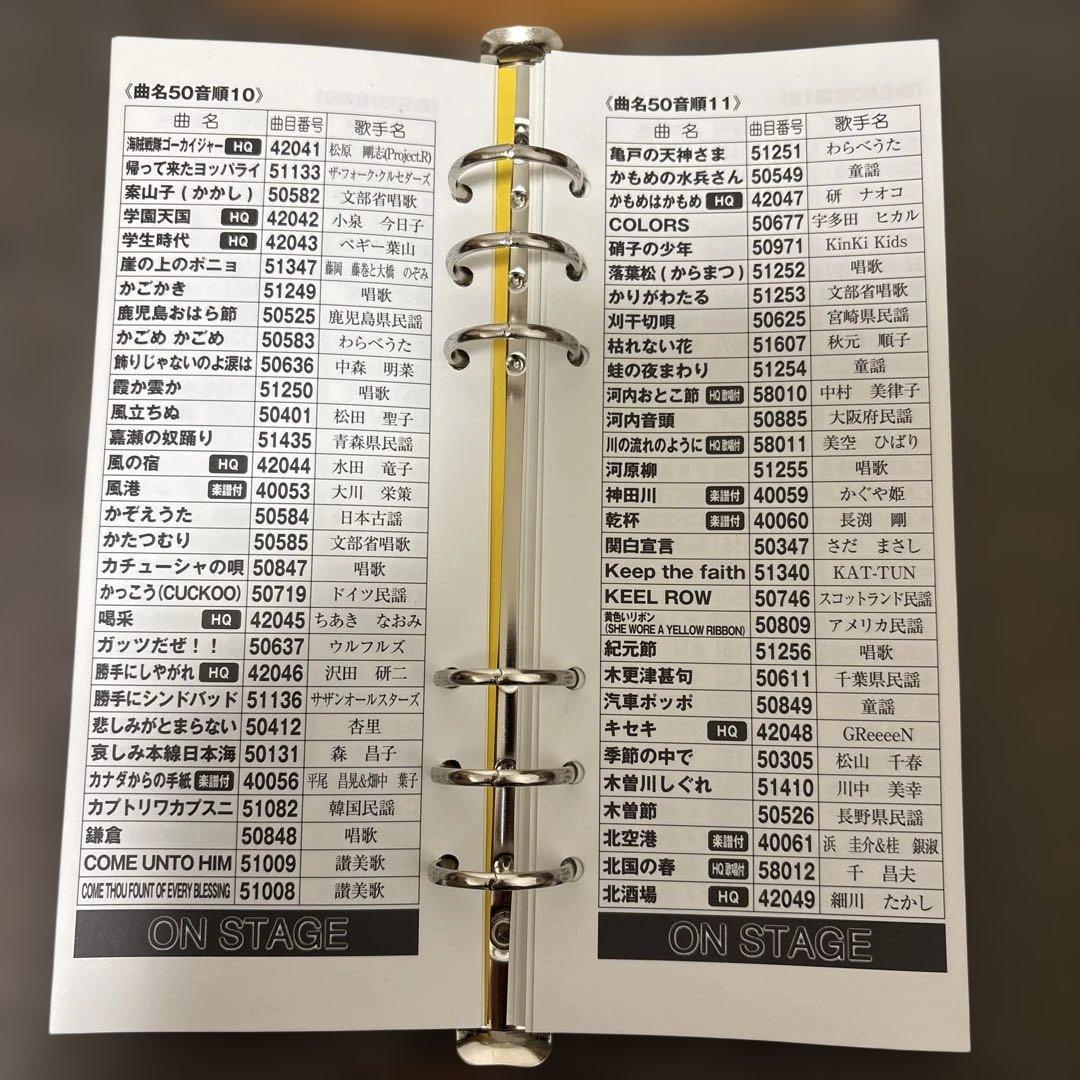 《曲名50音順10》
曲 名 曲目番号 歌手名
海賊戦隊ゴーカイジャー HQ 42041 松原 剛志(Project.R)
帰って来たヨッパライ 51133 ザ・フォーク・クルセダーズ
案山子(かかし) 50582 文部省唱歌
学園天国 HQ 42042 小泉 今日子
学生時代 HQ 42043 ペギー葉山
崖の上のポニョ 51347 藤岡 藤巻と大橋 のぞみ
かごかき 51249 唱歌
鹿児島おはら節 50525 鹿児島県民謡
かごめ かごめ 50583 わらべうた
飾りじゃないのよ涙は 50636 中森 明菜
霞か雲か 51250 唱歌
風立ちぬ 50401 松田 聖子
嘉瀬の奴踊り 51435 青森県民謡
風の宿 HQ 42044 水田 竜子
風港 楽譜付 40053 大川 栄策
かぞえうた 50584 日本古謡
かたつむり 50585 文部省唱歌
カチューシャの唄 50847 唱歌
かっこう(CUCKOO) 50719 ドイツ民謡
喝采 HQ 42045 ちあき なおみ
ガッツだぜ!! 50637 ウルフルズ
勝手にしやがれ HQ 42046 沢田 研二
勝手にシンドバッド 51136 サザンオールスターズ
悲しみがとまらない 50412 杏里
哀しみ本線日本海 50131 森 昌子
カナダからの手紙 楽譜付 40056 平尾 昌晃&畑中 葉子
カプトリワカプスニ 51082 韓国民謡
鎌倉 50848 唱歌
COME UNTO HIM 51009 讃美歌
COME THOU FOUNT OF EVERY BLESSING 51008 讃美歌
ON STAGE
《曲名50音順11》
曲 名 曲目番号 歌手名
亀戸の天神さま 51251 わらべうた
かもめの水兵さん 50549 童謡
かもめはかもめ HQ 42047 研 ナオコ
COLORS 50677 宇多田 ヒカル
硝子の少年 50971 KinKi Kids
落葉松(からまつ) 51252 唱歌
かりがわたる 51253 文部省唱歌
刈干切唄 50625 宮崎県民謡
枯れない花 51607 秋元 順子
蛙の夜まわり 51254 童謡
河内おとこ節 HQ歌唱付 58010 中村 美律子
河内音頭 50885 大阪府民謡
川の流れのように HQ歌唱付 58011 美空 ひばり
河原柳 51255 唱歌
神田川 楽譜付 40059 かぐや姫
乾杯 楽譜付 40060 長渕 剛
関白宣言 50347 さだ まさし
Keep the faith 51340 KAT-TUN
KEEL ROW 50746 スコットランド民謡
黄色いリボン
(SHE WORE A YELLOW RIBBON) 50809 アメリカ民謡
紀元節 51256 唱歌
木更津甚句 50611 千葉県民謡
汽車ポッポ 50849 童謡
キセキ HQ 42048 GReeeeN
季節の中で 50305 松山 千春
木曽川しぐれ 51410 川中 美幸
木曽節 50526 長野県民謡
北空港 楽譜付 40061 浜 圭介&桂 銀淑
北国の春 HQ歌唱付 58012 千 昌夫
北酒場 HQ 42049 細川 たかし
ON STAGE